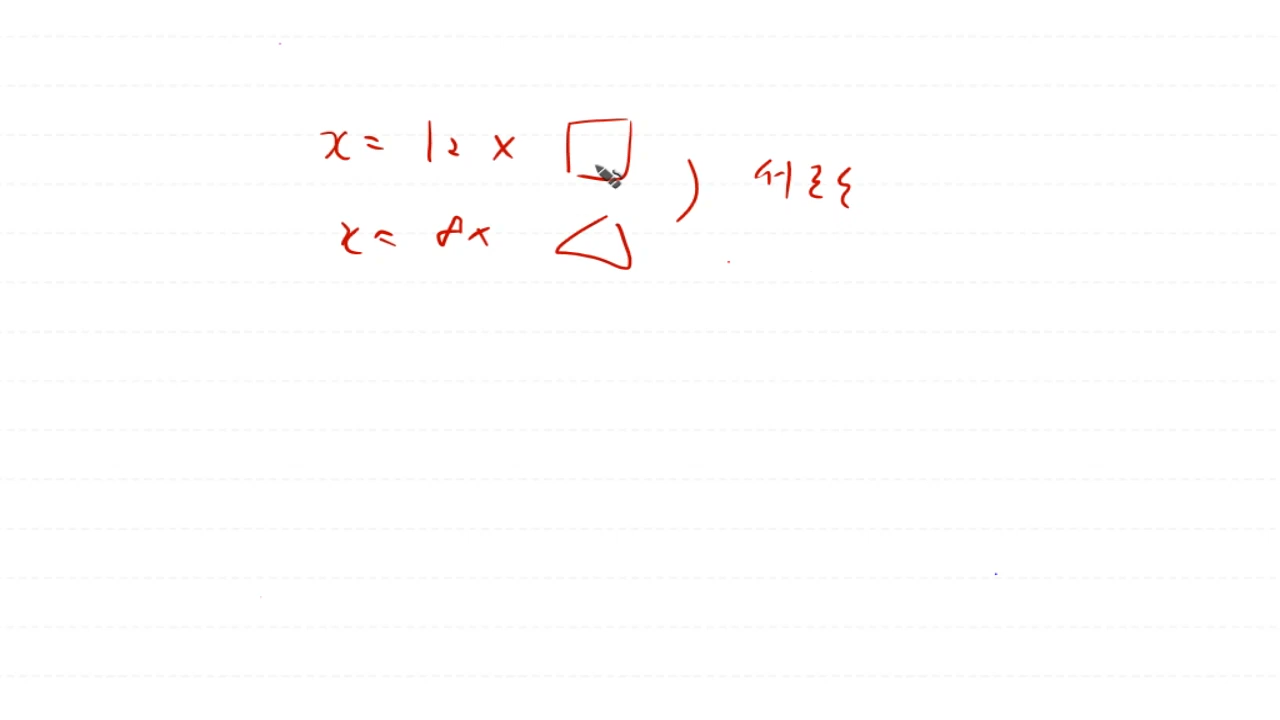 x = 12 × □
x = 8 × △